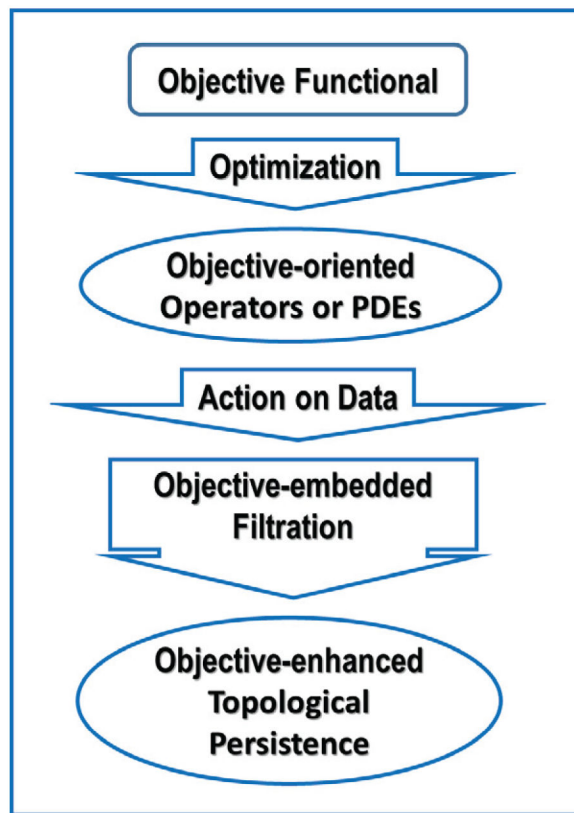 Objective Functional
Optimization
Objective-oriented
Operators or PDEs
Action on Data
Objective-embedded
Filtration
Objective-enhanced
Topological
Persistence